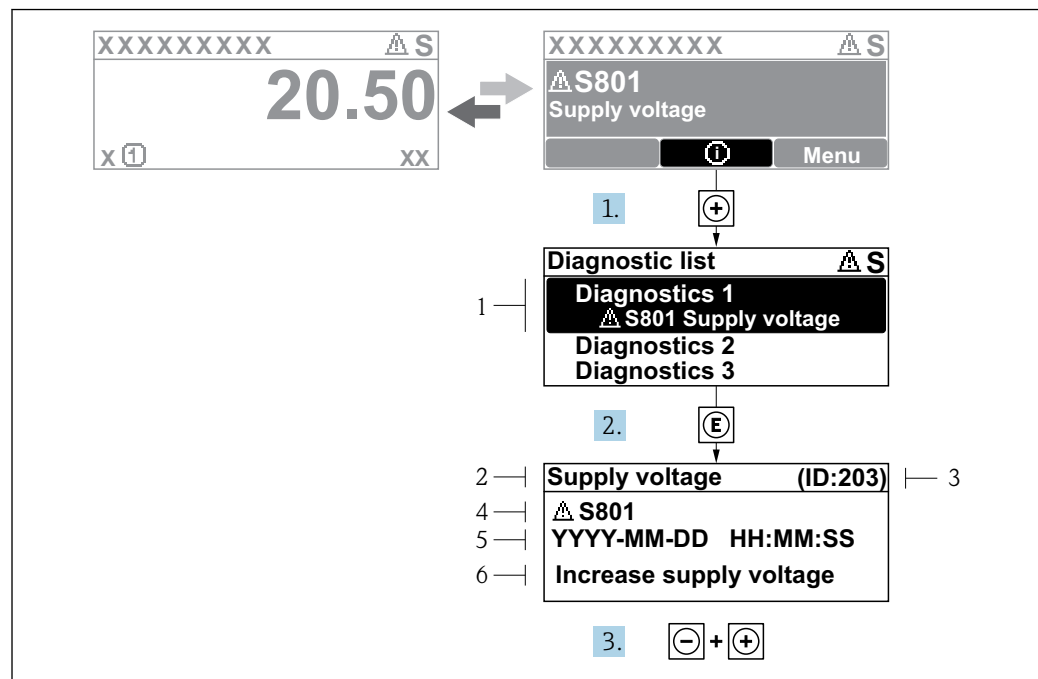 XXXXXXXXX ⚠ S
20.50
x ① xx
XXXXXXXXX ⚠ S
⚠ S801
Supply voltage
ⓘ Menu
1. ⊕
Diagnostic list ⚠ S
1
Diagnostics 1
⚠ S801 Supply voltage
Diagnostics 2
Diagnostics 3
2. Ⓔ
2 Supply voltage (ID:203) 3
4 ⚠ S801
5 YYYY-MM-DD HH:MM:SS
6 Increase supply voltage
3. ⊖ + ⊕